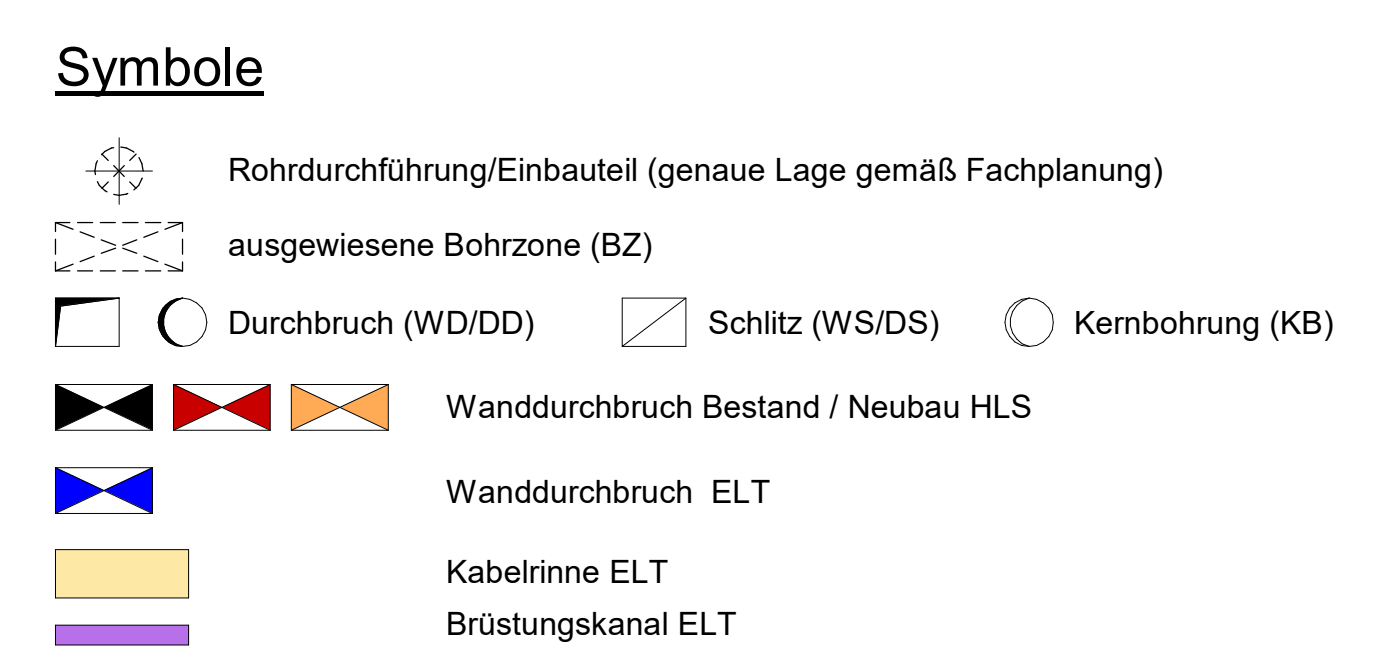 Symbole
Rohrdurchführung/Einbauteil (genaue Lage gemäß Fachplanung)
ausgewiesene Bohrzone (BZ)
Durchbruch (WD/DD) Schlitz (WS/DS) Kernbohrung (KB)
Wanddurchbruch Bestand / Neubau HLS
Wanddurchbruch ELT
Kabelrinne ELT
Brüstungskanal ELT